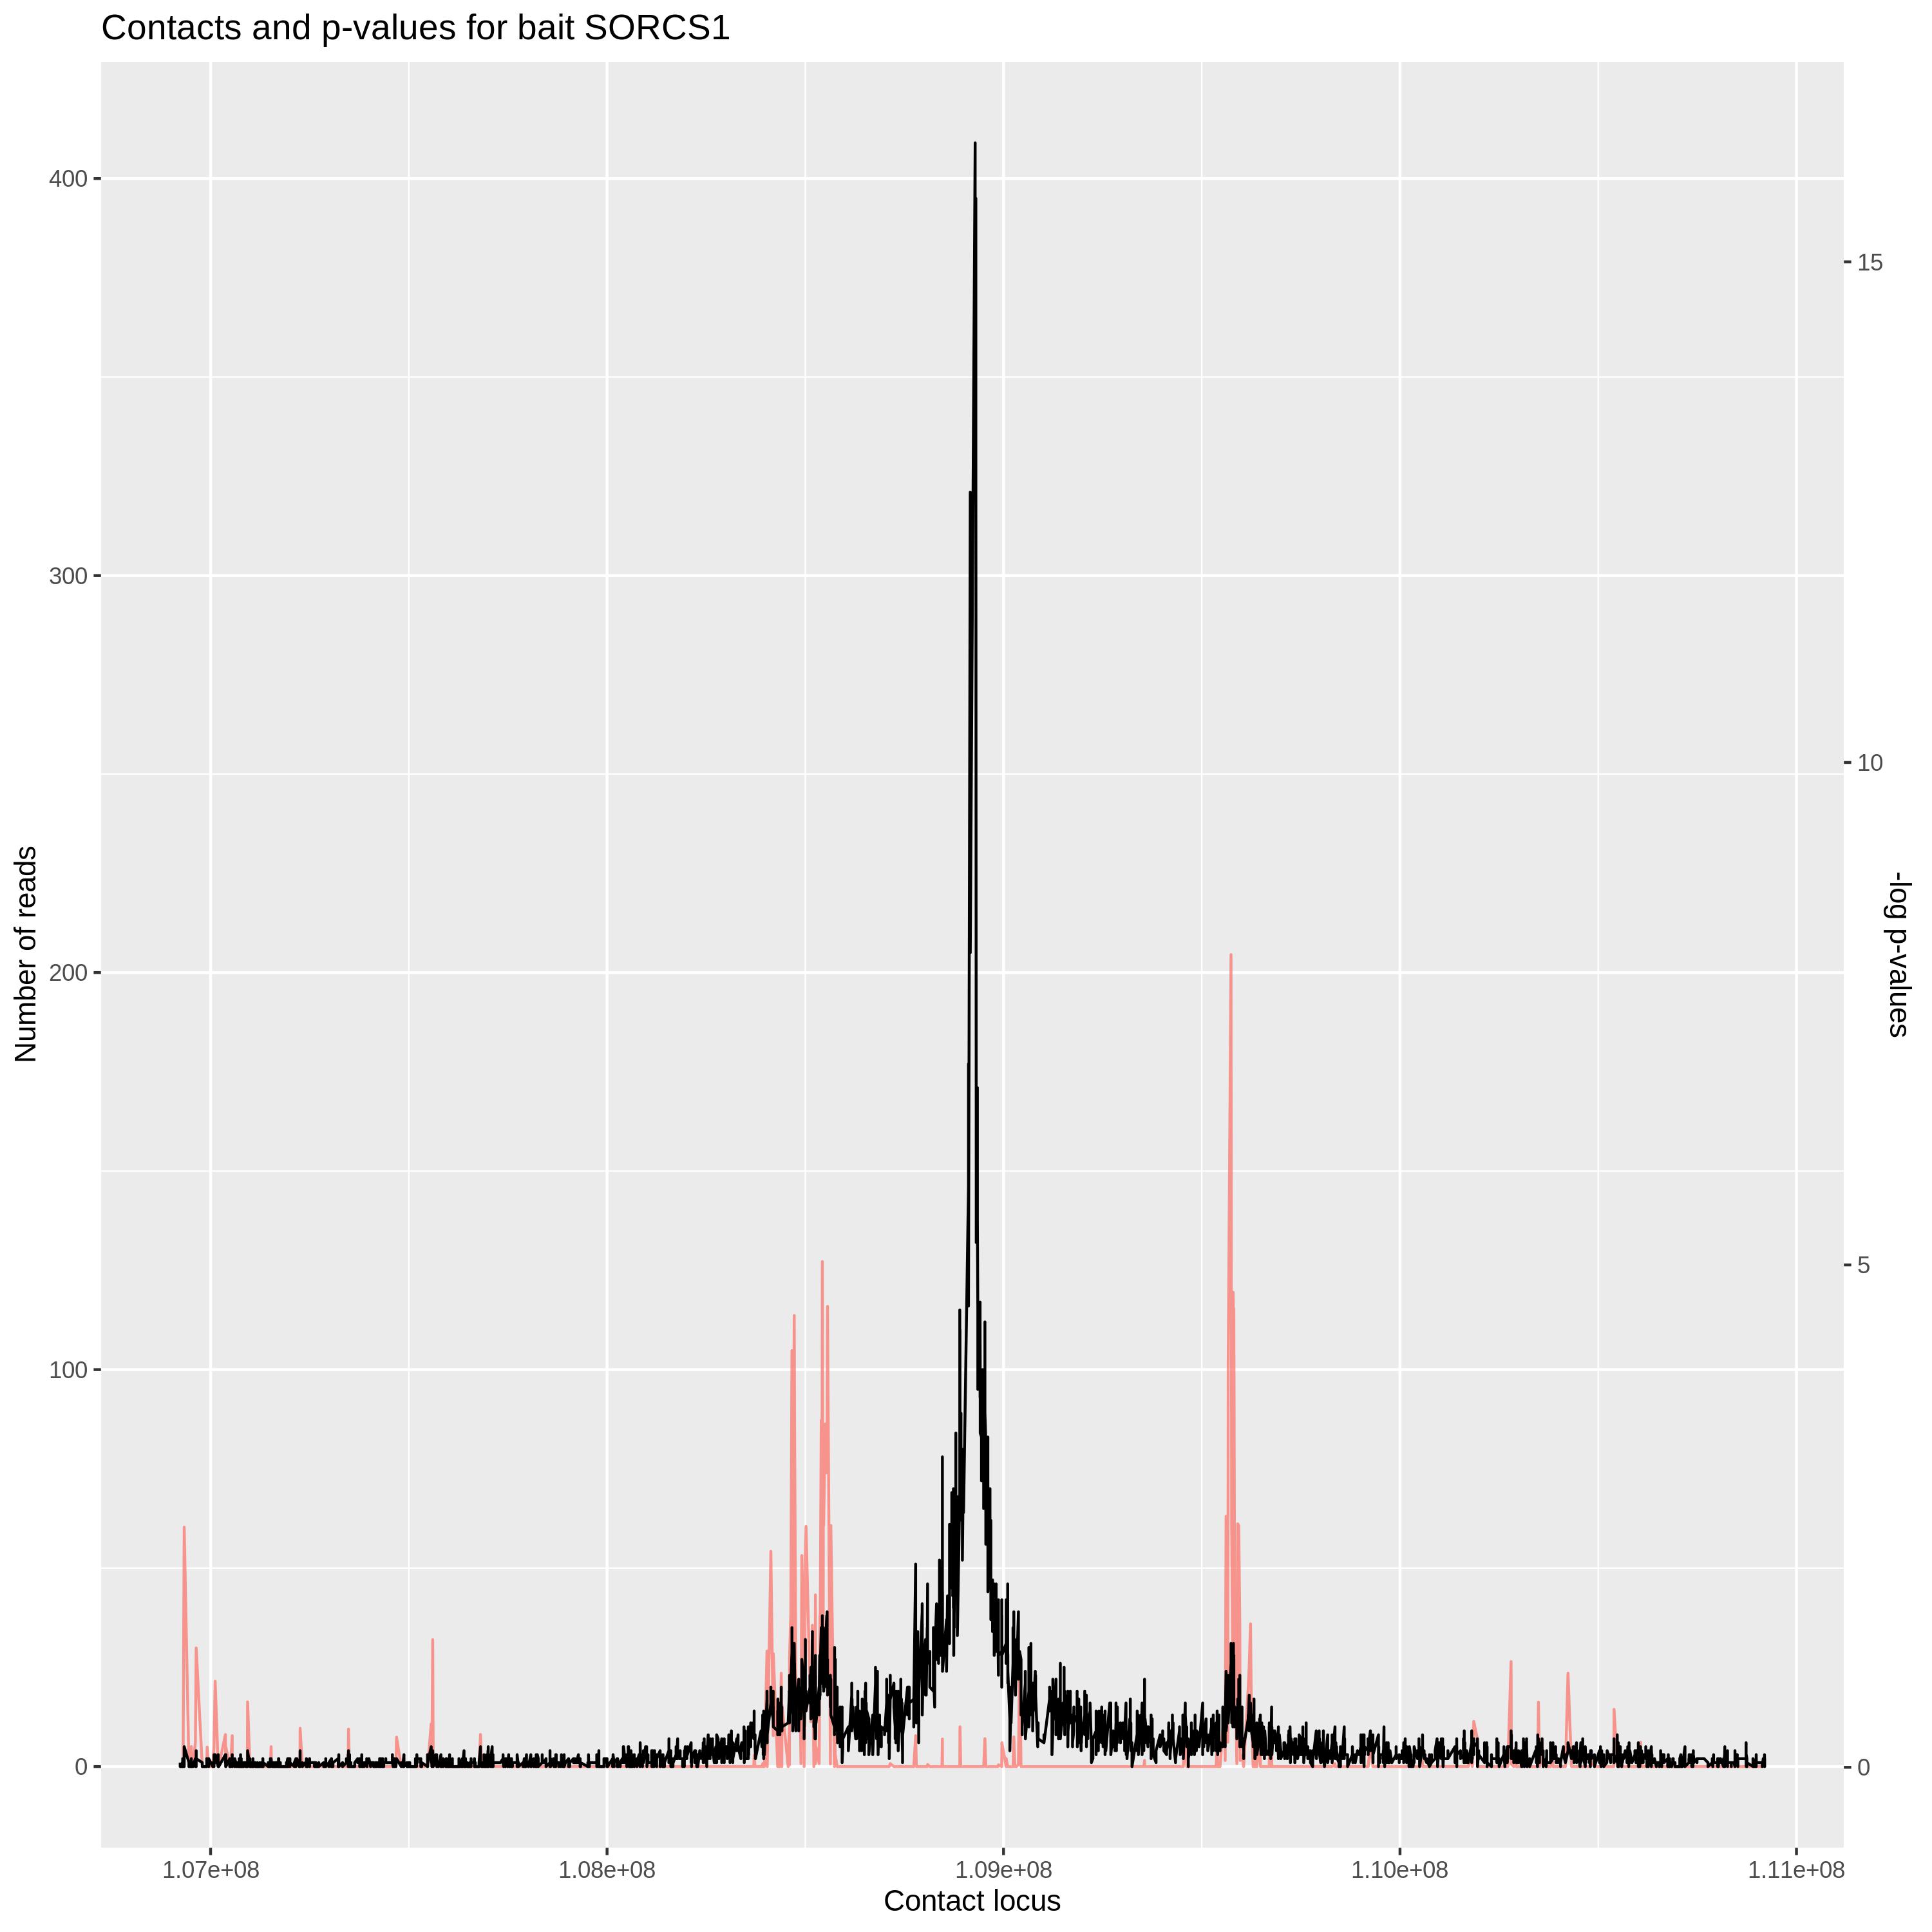 Contacts and p-values for bait SORCS1
400
300
200
100
0
Number of reads
15
10
5
0
-log p-values
1.07e+08
1.08e+08
1.09e+08
1.10e+08
1.11e+08
Contact locus